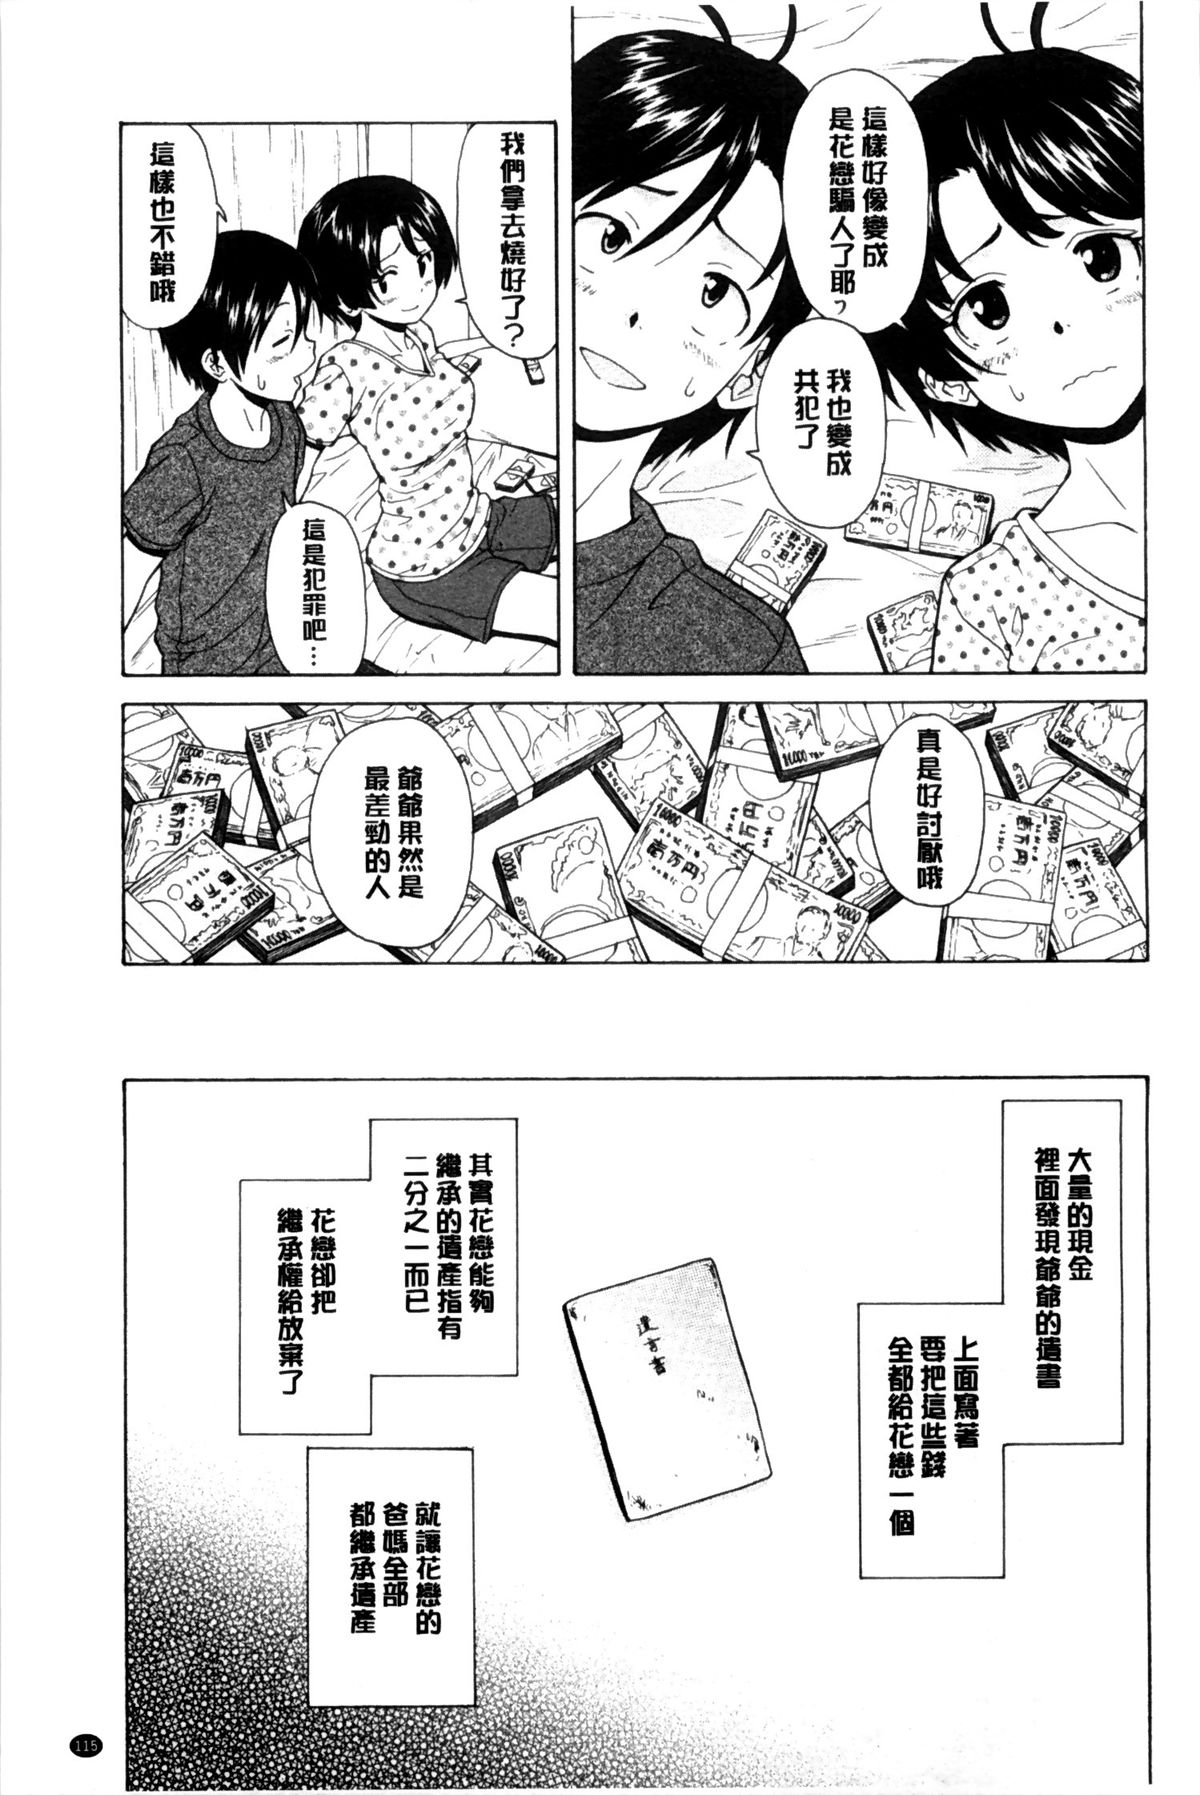 這樣好像變成
是花戀騙人了耶
我也變成
共犯了
我們拿去燒好了？
這樣也不錯哦
這是犯罪吧…
真是好討厭哦
爺爺果然是
最差勁的人
10000
壱万円
大量的現金
裡面發現爺爺的遺書
上面寫著
要把這些錢
全都給花戀一個
遺言書
其實花戀能夠
繼承的遺產指有
二分之一而已
花戀卻把
繼承權給放棄了
就讓花戀的
爸媽全部
都繼承遺產
115